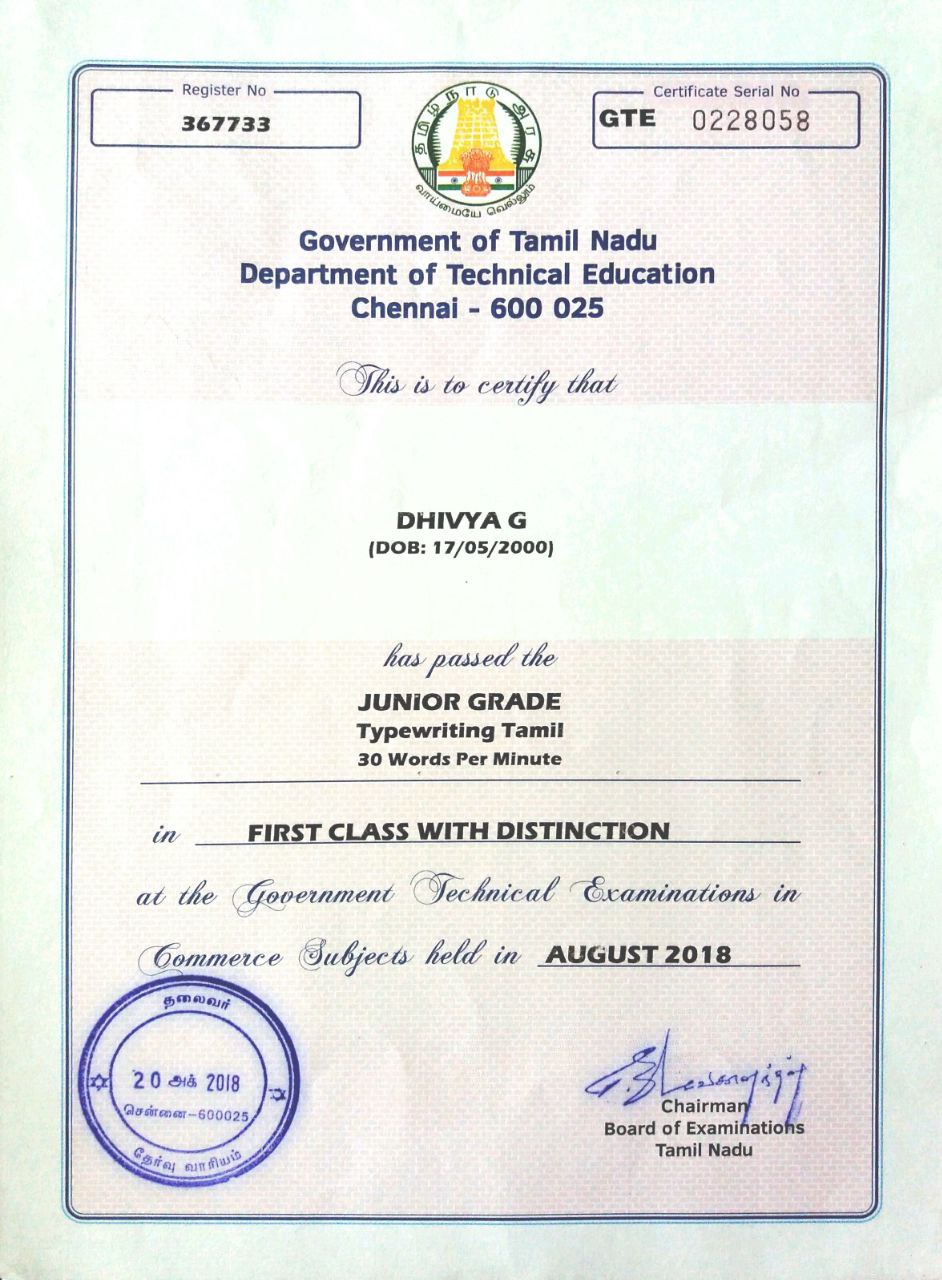 Register No
367733
தமிழ்நாடு அரசு
வாய்மையே வெல்லும்
Certificate Serial No
GTE 0228058
Government of Tamil Nadu
Department of Technical Education
Chennai - 600 025
This is to certify that
DHIVYA G
(DOB: 17/05/2000)
has passed the
JUNIOR GRADE
Typewriting Tamil
30 Words Per Minute
in FIRST CLASS WITH DISTINCTION
at the Government Technical Examinations in
Commerce Subjects held in AUGUST 2018
தலைவர்
20 அக் 2018
சென்னை-600025
தேர்வு வாரியம்
Chairman
Board of Examinations
Tamil Nadu